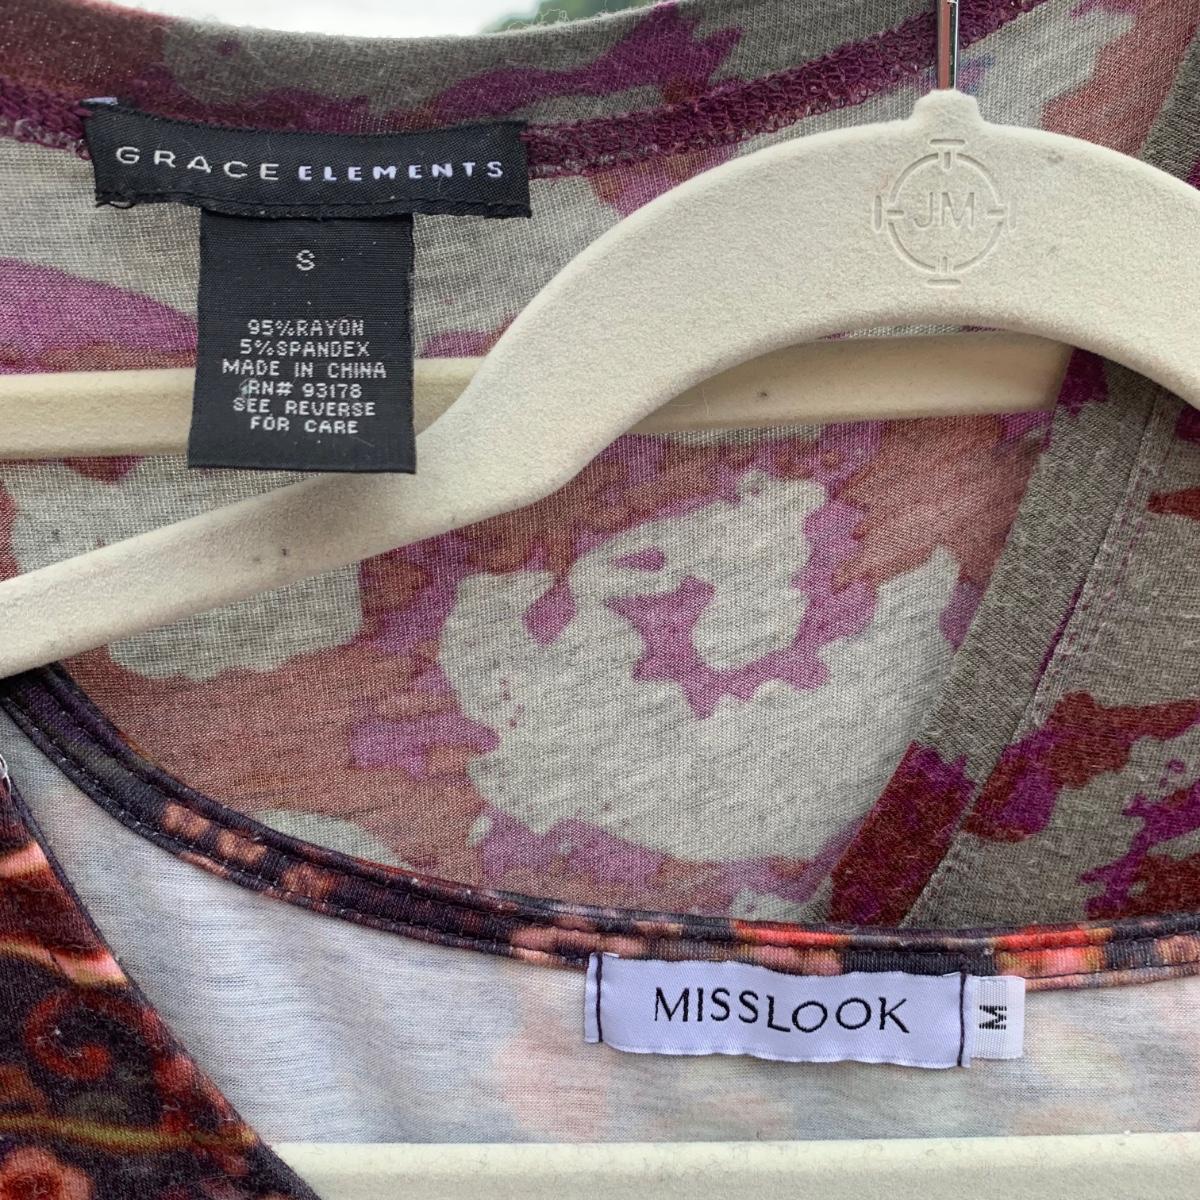 GRACE ELEMENTS
S
95%RAYON
5%SPANDEX
MADE IN CHINA
RN# 93178
SEE REVERSE
FOR CARE
JM
MISSLOOK
M